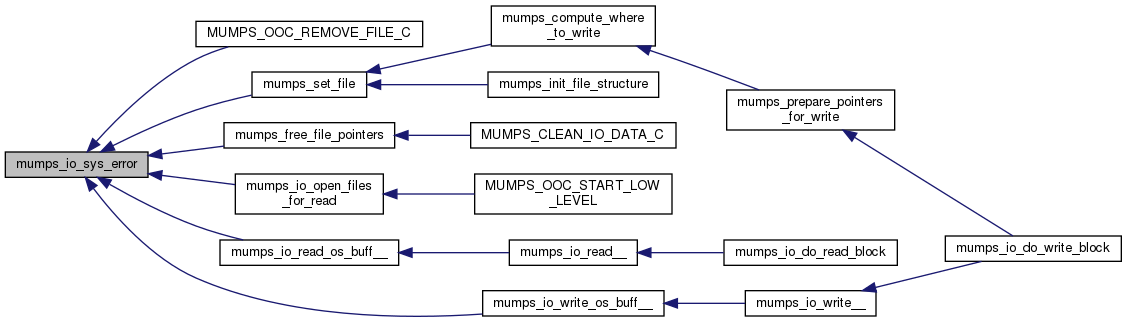 mumps_io_sys_error
MUMPS_OOC_REMOVE_FILE_C
mumps_set_file
mumps_compute_where
_to_write
mumps_prepare_pointers
_for_write
mumps_io_do_write_block
mumps_init_file_structure
mumps_free_file_pointers
MUMPS_CLEAN_IO_DATA_C
mumps_io_open_files
_for_read
MUMPS_OOC_START_LOW
_LEVEL
mumps_io_read_os_buff__
mumps_io_read__
mumps_io_do_read_block
mumps_io_write_os_buff__
mumps_io_write__